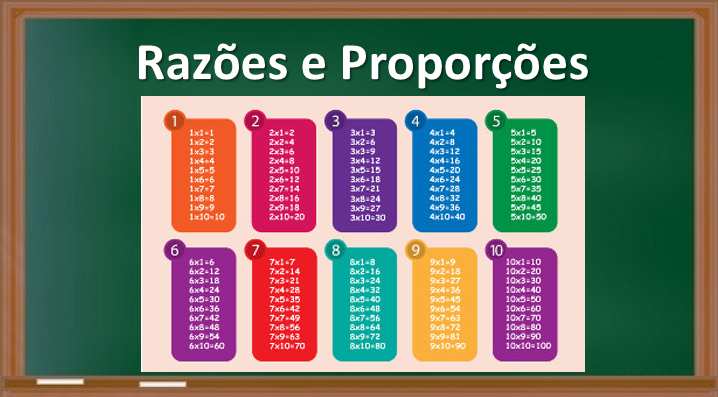 Razões e Proporções
1
1x1=1
1x2=2
1x3=3
1x4=4
1x5=5
1x6=6
1x7=7
1x8=8
1x9=9
1x10=10
2
2x1=2
2x2=4
2x3=6
2x4=8
2x5=10
2x6=12
2x7=14
2x8=16
2x9=18
2x10=20
3
3x1=3
3x2=6
3x3=9
3x4=12
3x5=15
3x6=18
3x7=21
3x8=24
3x9=27
3x10=30
4
4x1=4
4x2=8
4x3=12
4x4=16
4x5=20
4x6=24
4x7=28
4x8=32
4x9=36
4x10=40
5
5x1=5
5x2=10
5x3=15
5x4=20
5x5=25
5x6=30
5x7=35
5x8=40
5x9=45
5x10=50
6
6x1=6
6x2=12
6x3=18
6x4=24
6x5=30
6x6=36
6x7=42
6x8=48
6x9=54
6x10=60
7
7x1=7
7x2=14
7x3=21
7x4=28
7x5=35
7x6=42
7x7=49
7x8=56
7x9=63
7x10=70
8
8x1=8
8x2=16
8x3=24
8x4=32
8x5=40
8x6=48
8x7=56
8x8=64
8x9=72
8x10=80
9
9x1=9
9x2=18
9x3=27
9x4=36
9x5=45
9x6=54
9x7=63
9x8=72
9x9=81
9x10=90
10
10x1=10
10x2=20
10x3=30
10x4=40
10x5=50
10x6=60
10x7=70
10x8=80
10x9=90
10x10=100